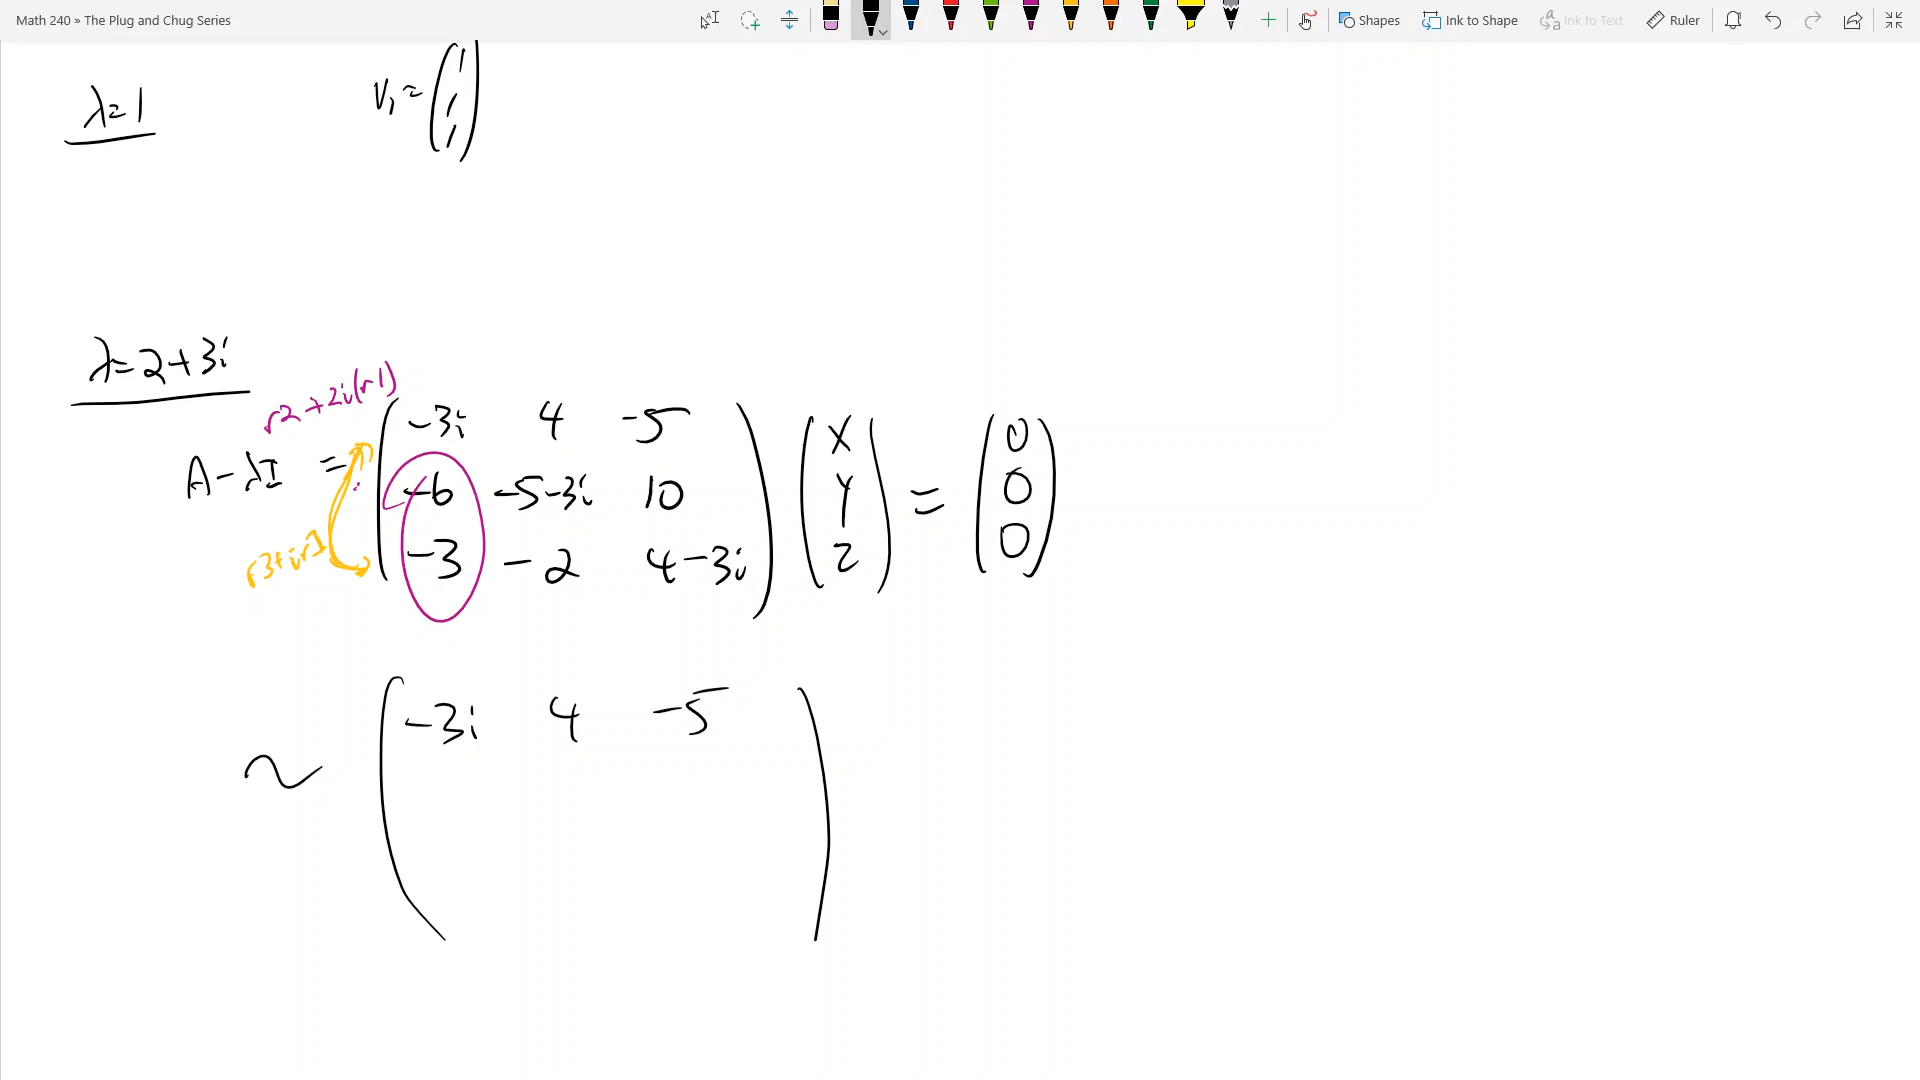 Math 240 » The Plug and Chug Series
Shapes
Ink to Shape
Ink to Text
Ruler
λ=1
V₁ = (1
1
1)
λ=2+3i
r2+2i(r1)
A-λI = (-3i 4 -5
-6 -5-3i 10
-3 -2 4-3i) (x
y
z) = (0
0
0)
r3+ir1
~ (-3i 4 -5)